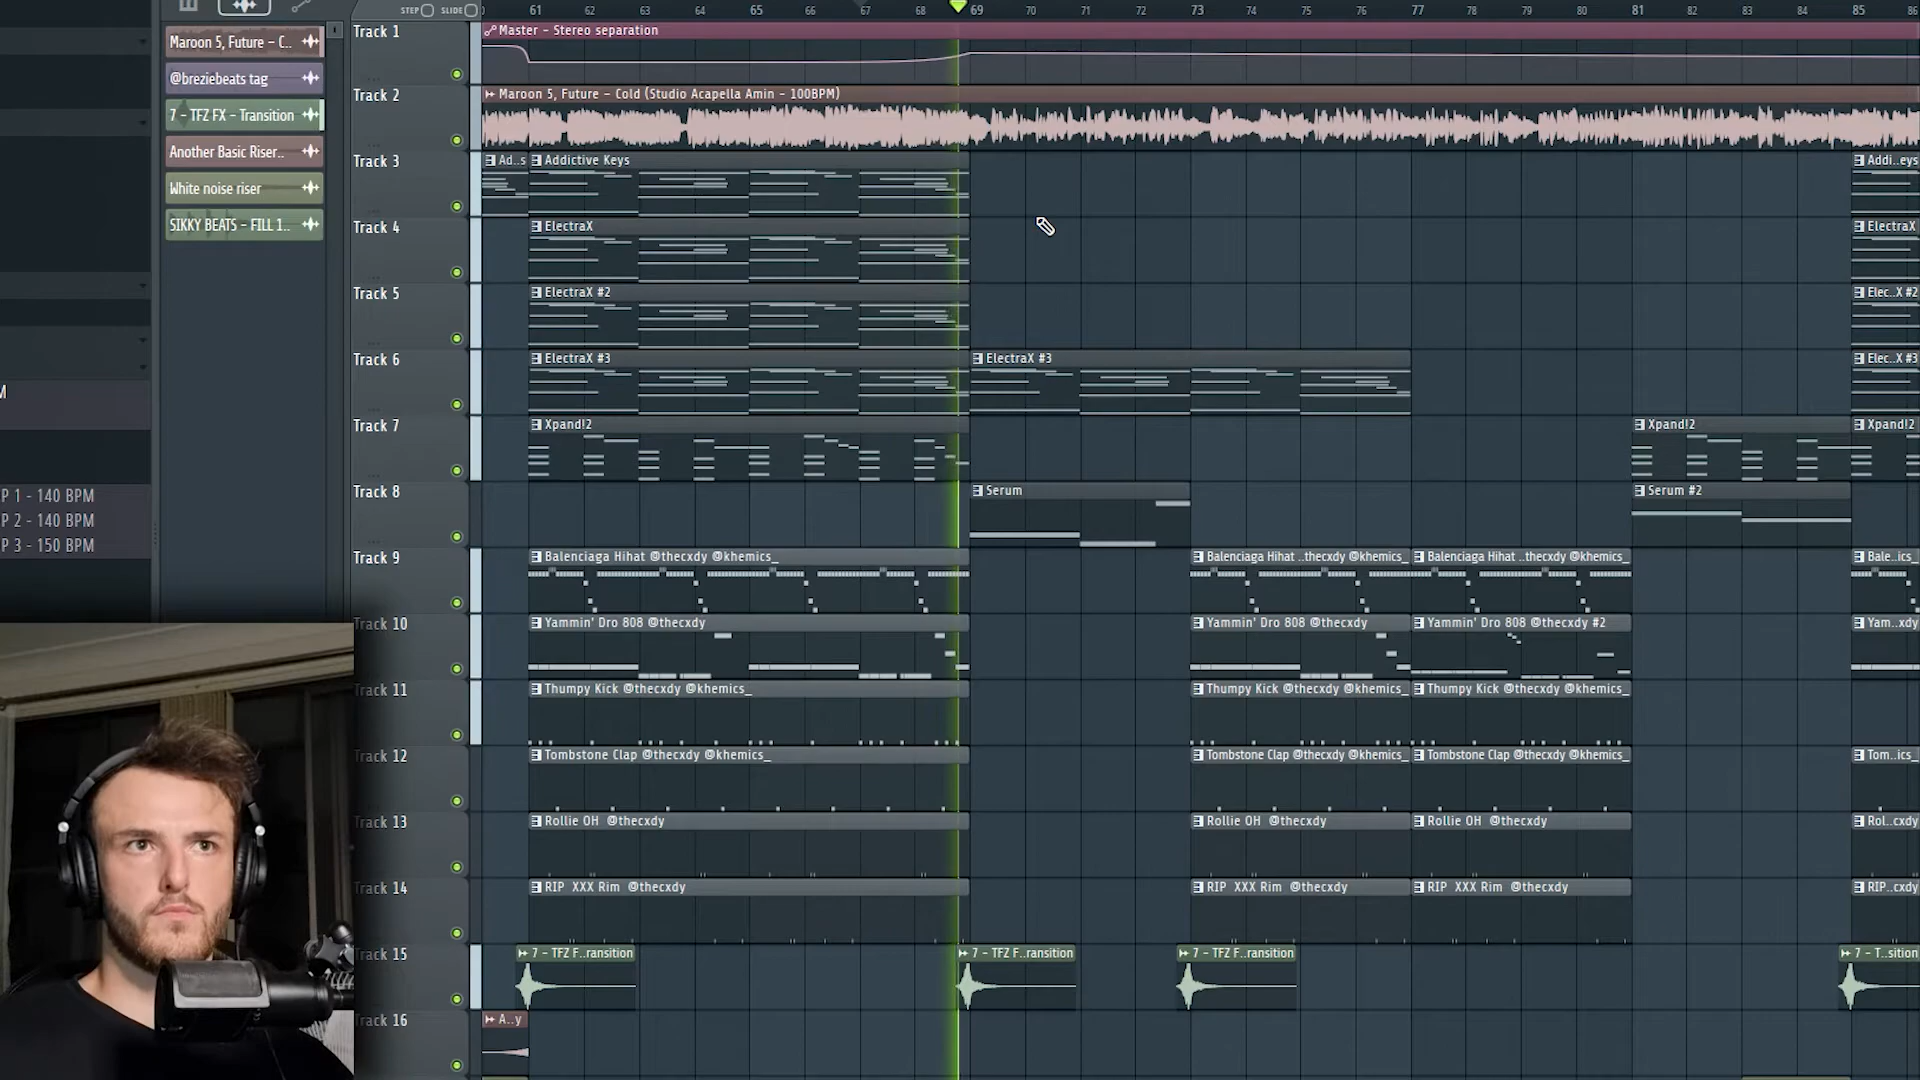 STEP SLIDE
61 62 63 64 65 66 67 68 69 70 71 72 73 74 75 76 77 78 79 80 81 82 83 84 85 86
Maroon 5, Future – C..
@breziebeats tag
7 – TFZ FX – Transition
Another Basic Riser..
White noise riser
SIKKY BEATS – FILL 1..
M
P 1 - 140 BPM
P 2 - 140 BPM
P 3 - 150 BPM
Track 1
Master – Stereo separation
Track 2
Maroon 5, Future – Cold (Studio Acapella Amin – 100BPM)
Track 3
Ad..s Addictive Keys Addi..eys
Track 4
ElectraX ElectraX
Track 5
ElectraX #2 Elec..X #2
Track 6
ElectraX #3 ElectraX #3 Elec..X #3
Track 7
Xpand!2 Xpand!2 Xpand!2
Track 8
Serum Serum #2
Track 9
Balenciaga Hihat @thecxdy @khemics_ Balenciaga Hihat ..thecxdy @khemics_ Balenciaga Hihat ..thecxdy @khemics_ Bale..ics_
Track 10
Yammin' Dro 808 @thecxdy Yammin' Dro 808 @thecxdy Yammin' Dro 808 @thecxdy #2 Yam..xdy
Track 11
Thumpy Kick @thecxdy @khemics_ Thumpy Kick @thecxdy @khemics_ Thumpy Kick @thecxdy @khemics_
Track 12
Tombstone Clap @thecxdy @khemics_ Tombstone Clap @thecxdy @khemics_ Tombstone Clap @thecxdy @khemics_ Tom..ics_
Track 13
Rollie OH @thecxdy Rollie OH @thecxdy Rollie OH @thecxdy Rol..cxdy
Track 14
RIP XXX Rim @thecxdy RIP XXX Rim @thecxdy RIP XXX Rim @thecxdy RIP..cxdy
Track 15
7 – TFZ F..ransition 7 – TFZ F..ransition 7 – TFZ F..ransition 7 – T..sition
Track 16
A..y